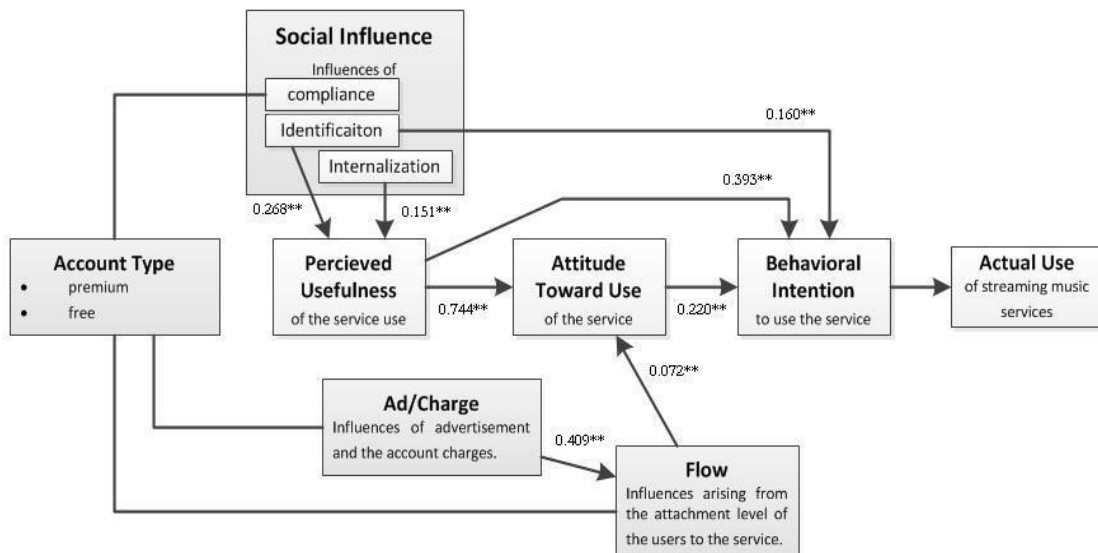 Social Influence
Influences of
compliance
Identificaiton
Internalization
0.160**
0.393**
0.268**
0.151**
Account Type
• premium
• free
Percieved
Usefulness
of the service use
0.744**
Attitude
Toward Use
of the service
0.220**
Behavioral
Intention
to use the service
Actual Use
of streaming music
services
0.072**
Ad/Charge
Influences of advertisement
and the account charges.
0.409**
Flow
Influences arising from
the attachment level of
the users to the service.